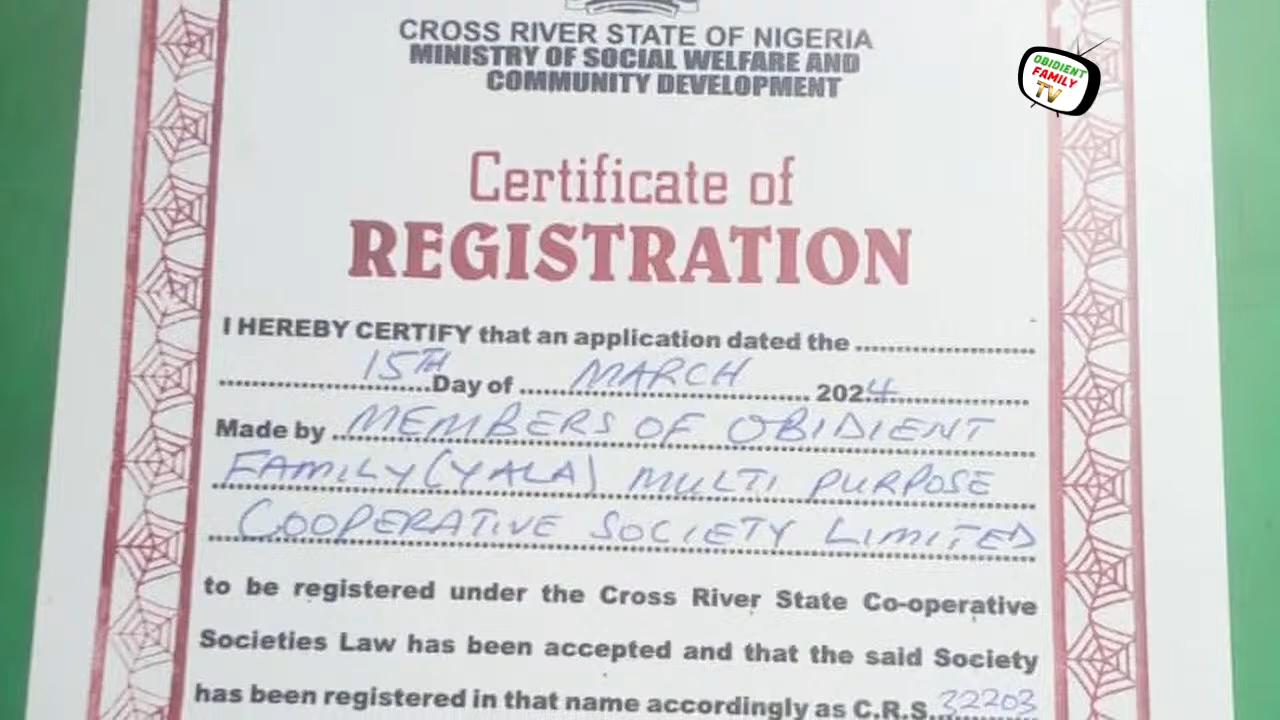 CROSS RIVER STATE OF NIGERIA
MINISTRY OF SOCIAL WELFARE AND
COMMUNITY DEVELOPMENT
OBIDIENT
FAMILY
TV
Certificate of
REGISTRATION
I HEREBY CERTIFY that an application dated the ..............................
15TH Day of MARCH 2024
Made by MEMBERS OF OBIDIENT
FAMILY (YALA) MULTI PURPOSE
COOPERATIVE SOCIETY LIMITED
to be registered under the Cross River State Co-operative
Societies Law has been accepted and that the said Society
has been registered in that name accordingly as C.R.S. 32203